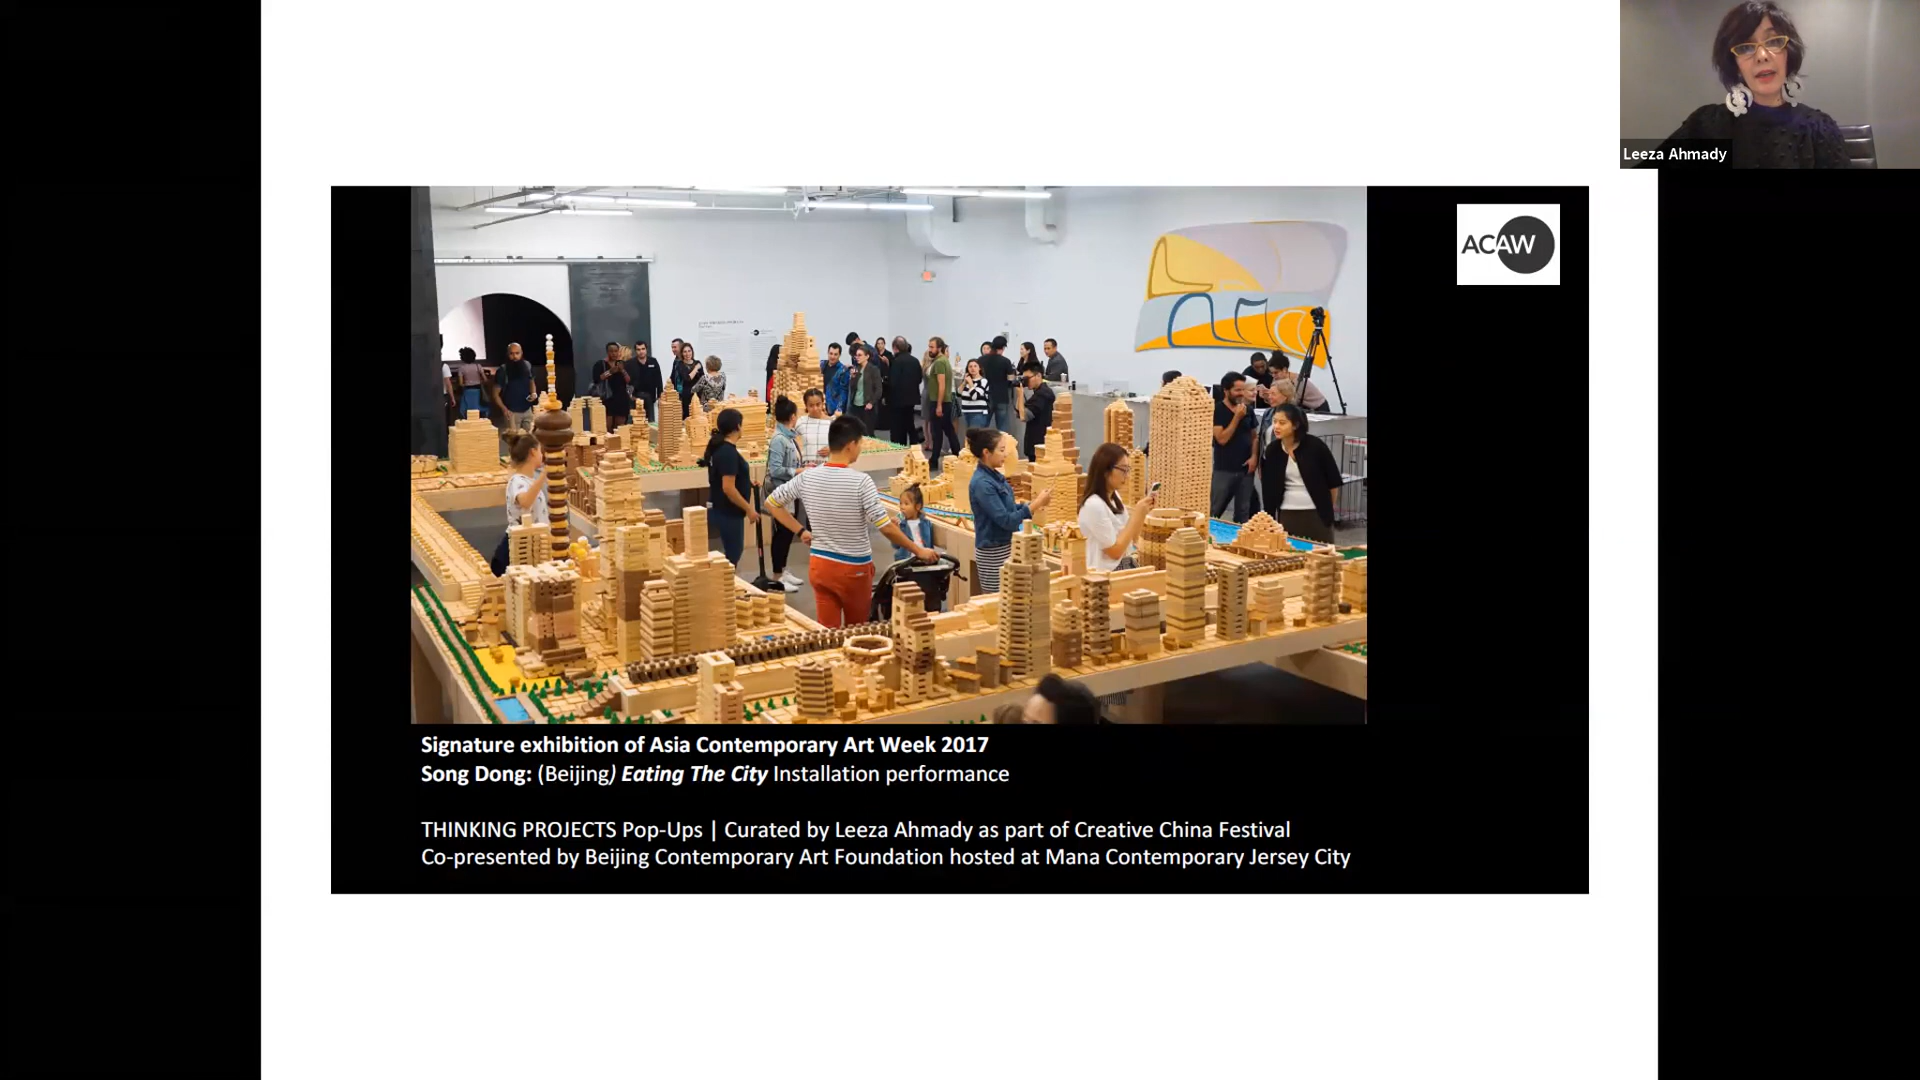 Leeza Ahmady
ACAW
Signature exhibition of Asia Contemporary Art Week 2017
Song Dong: (Beijing) Eating The City Installation performance
THINKING PROJECTS Pop-Ups | Curated by Leeza Ahmady as part of Creative China Festival
Co-presented by Beijing Contemporary Art Foundation hosted at Mana Contemporary Jersey City